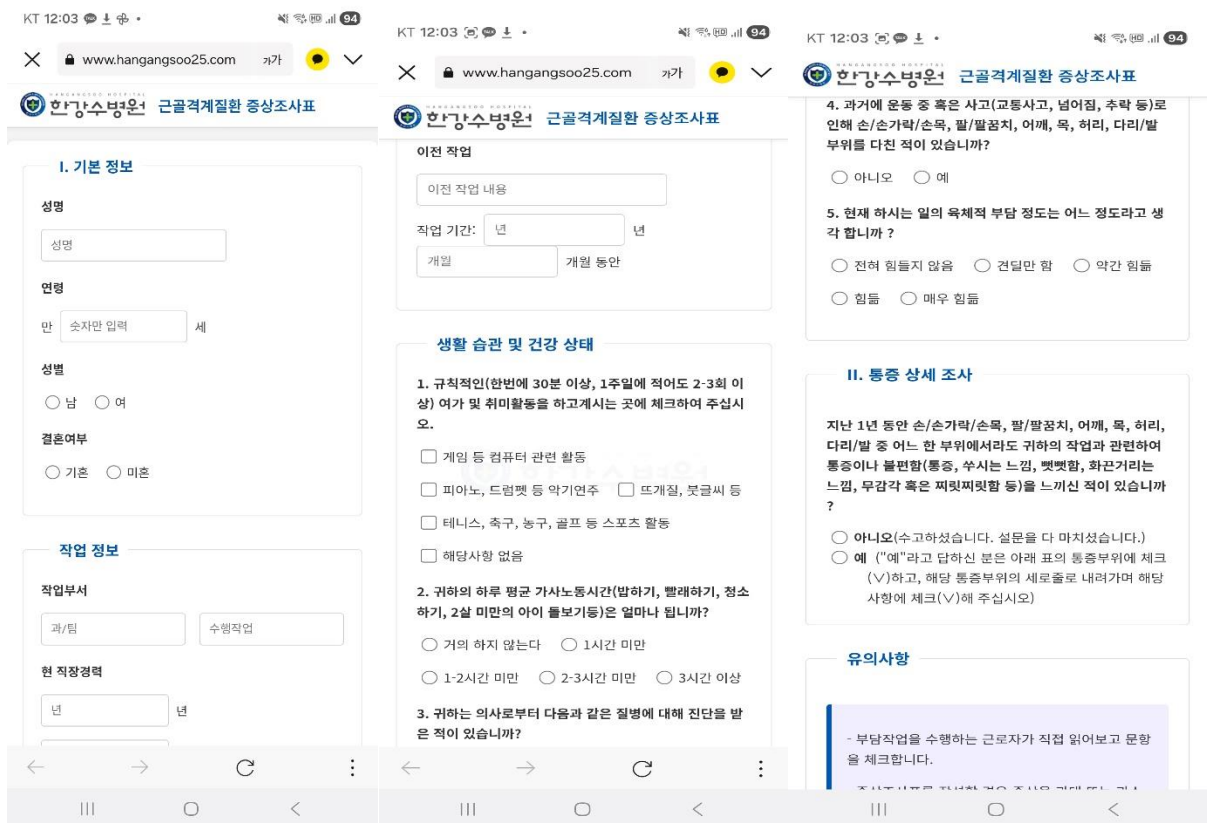 KT 12:03
94
www.hangangsoo25.com
가가
HANGANGSOO HOSPITAL
한강수병원 근골격계질환 증상조사표
I. 기본 정보
성명
성명
연령
만 숫자만 입력 세
성별
남 여
결혼여부
기혼 미혼
작업 정보
작업부서
과/팀 수행작업
현 직장경력
년 년
KT 12:03
94
www.hangangsoo25.com
가가
HANGANGSOO HOSPITAL
한강수병원 근골격계질환 증상조사표
이전 작업
이전 작업 내용
작업 기간: 년 년
개월 개월 동안
생활 습관 및 건강 상태
1. 규칙적인(한번에 30분 이상, 1주일에 적어도 2-3회 이
상) 여가 및 취미활동을 하고계시는 곳에 체크하여 주십시
오.
게임 등 컴퓨터 관련 활동
피아노, 드럼펫 등 악기연주 뜨개질, 붓글씨 등
테니스, 축구, 농구, 골프 등 스포츠 활동
해당사항 없음
한강수병원
2. 귀하의 하루 평균 가사노동시간(밥하기, 빨래하기, 청소
하기, 2살 미만의 아이 돌보기등)은 얼마나 됩니까?
거의 하지 않는다 1시간 미만
1-2시간 미만 2-3시간 미만 3시간 이상
3. 귀하는 의사로부터 다음과 같은 질병에 대해 진단을 받
은 적이 있습니까?
KT 12:03
94
HANGANGSOO HOSPITAL
한강수병원 근골격계질환 증상조사표
4. 과거에 운동 중 혹은 사고(교통사고, 넘어짐, 추락 등)로
인해 손/손가락/손목, 팔/팔꿈치, 어깨, 목, 허리, 다리/발
부위를 다친 적이 있습니까?
아니오 예
5. 현재 하시는 일의 육체적 부담 정도는 어느 정도라고 생
각 합니까 ?
전혀 힘들지 않음 견딜만 함 약간 힘듦
힘듦 매우 힘듦
II. 통증 상세 조사
지난 1년 동안 손/손가락/손목, 팔/팔꿈치, 어깨, 목, 허리,
다리/발 중 어느 한 부위에서라도 귀하의 작업과 관련하여
통증이나 불편함(통증, 쑤시는 느낌, 뻣뻣함, 화끈거리는
느낌, 무감각 혹은 찌릿찌릿함 등)을 느끼신 적이 있습니까
?
아니오(수고하셨습니다. 설문을 다 마치셨습니다.)
예 ("예"라고 답하신 분은 아래 표의 통증부위에 체크
(∨)하고, 해당 통증부위의 세로줄로 내려가며 해당
사항에 체크(∨)해 주십시오)
유의사항
- 부담작업을 수행하는 근로자가 직접 읽어보고 문항
을 체크합니다.